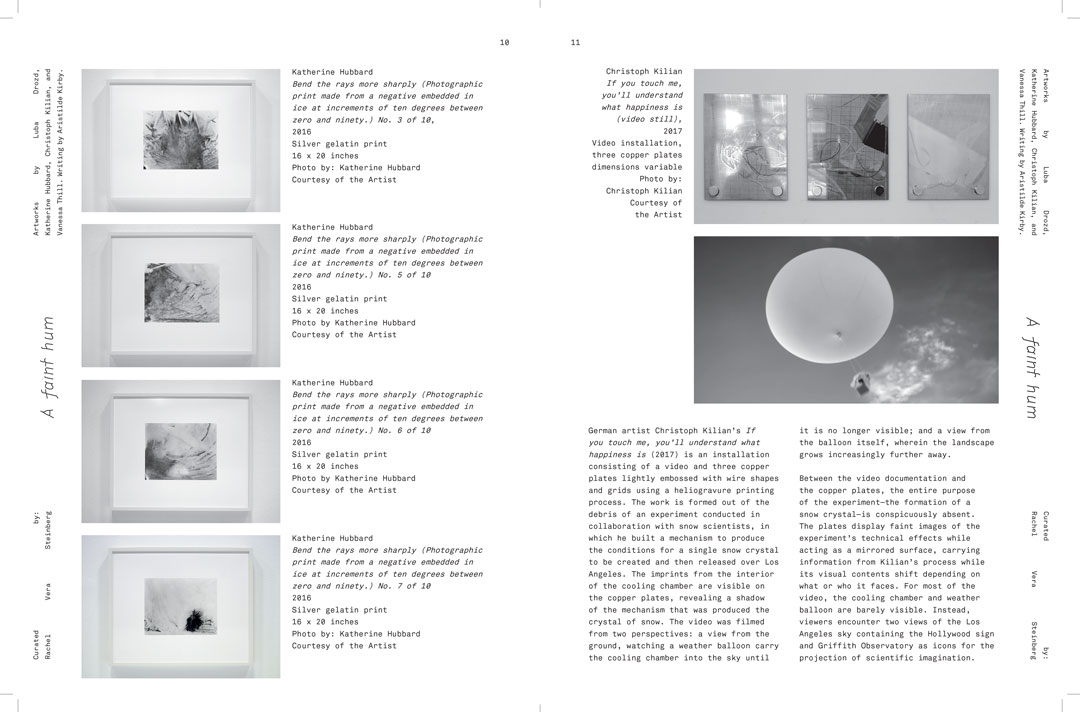 10
Artworks by Luba Drozd,
Katherine Hubbard, Christoph Kilian, and
Vanessa Thill. Writing by Aristilde Kirby.
A faint hum
Curated by:
Rachel Vera Steinberg
Katherine Hubbard
Bend the rays more sharply (Photographic
print made from a negative embedded in
ice at increments of ten degrees between
zero and ninety.) No. 3 of 10,
2016
Silver gelatin print
16 x 20 inches
Photo by: Katherine Hubbard
Courtesy of the Artist
Katherine Hubbard
Bend the rays more sharply (Photographic
print made from a negative embedded in
ice at increments of ten degrees between
zero and ninety.) No. 5 of 10
2016
Silver gelatin print
16 x 20 inches
Photo by Katherine Hubbard
Courtesy of the Artist
Katherine Hubbard
Bend the rays more sharply (Photographic
print made from a negative embedded in
ice at increments of ten degrees between
zero and ninety.) No. 6 of 10
2016
Silver gelatin print
16 x 20 inches
Photo by Katherine Hubbard
Courtesy of the Artist
Katherine Hubbard
Bend the rays more sharply (Photographic
print made from a negative embedded in
ice at increments of ten degrees between
zero and ninety.) No. 7 of 10
2016
Silver gelatin print
16 x 20 inches
Photo by: Katherine Hubbard
Courtesy of the Artist
11
Christoph Kilian
If you touch me,
you'll understand
what happiness is
(video still),
2017
Video installation,
three copper plates
dimensions variable
Photo by:
Christoph Kilian
Courtesy of
the Artist
German artist Christoph Kilian's If
you touch me, you'll understand what
happiness is (2017) is an installation
consisting of a video and three copper
plates lightly embossed with wire shapes
and grids using a heliogravure printing
process. The work is formed out of the
debris of an experiment conducted in
collaboration with snow scientists, in
which he built a mechanism to produce
the conditions for a single snow crystal
to be created and then released over Los
Angeles. The imprints from the interior
of the cooling chamber are visible on
the copper plates, revealing a shadow
of the mechanism that was produced the
crystal of snow. The video was filmed
from two perspectives: a view from the
ground, watching a weather balloon carry
the cooling chamber into the sky until
it is no longer visible; and a view from
the balloon itself, wherein the landscape
grows increasingly further away.
Between the video documentation and
the copper plates, the entire purpose
of the experiment—the formation of a
snow crystal—is conspicuously absent.
The plates display faint images of the
experiment's technical effects while
acting as a mirrored surface, carrying
information from Kilian's process while
its visual contents shift depending on
what or who it faces. For most of the
video, the cooling chamber and weather
balloon are barely visible. Instead,
viewers encounter two views of the Los
Angeles sky containing the Hollywood sign
and Griffith Observatory as icons for the
projection of scientific imagination.
Artworks by Luba Drozd,
Katherine Hubbard, Christoph Kilian, and
Vanessa Thill. Writing by Aristilde Kirby.
A faint hum
Curated by:
Rachel Vera Steinberg